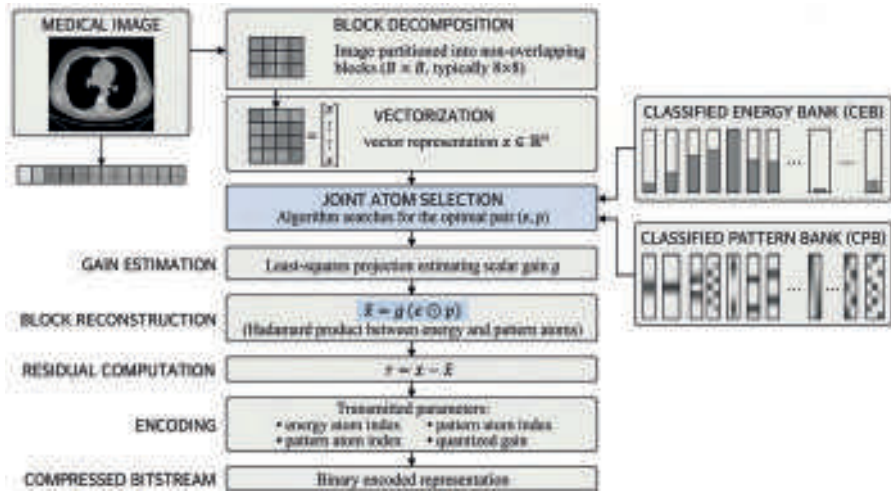 MEDICAL IMAGE
BLOCK DECOMPOSITION
Image partitioned into non-overlapping
blocks (B × B, typically 8×8)
VECTORIZATION
vector representation x ∈ ℝⁿ
CLASSIFIED ENERGY BANK (CEB)
JOINT ATOM SELECTION
Algorithm searches for the optimal pair (e, p)
CLASSIFIED PATTERN BANK (CPB)
GAIN ESTIMATION
Least-squares projection estimating scalar gain g
BLOCK RECONSTRUCTION
x̂ = g (e ⊙ p)
(Hadamard product between energy and pattern atoms)
RESIDUAL COMPUTATION
r = x − x̂
ENCODING
Transmitted parameters:
• energy atom index • pattern atom index
• pattern atom index • quantized gain
COMPRESSED BITSTREAM
Binary encoded representation